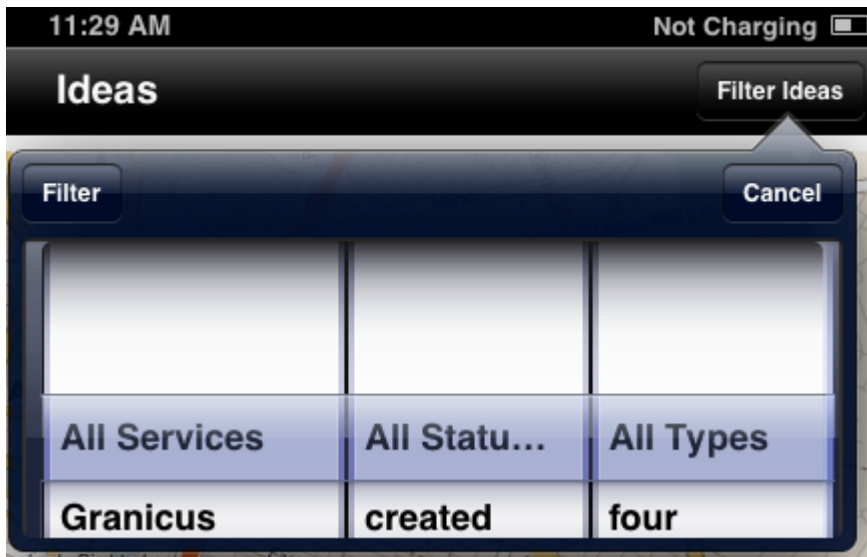 11:29 AM Not Charging
Ideas Filter Ideas
Filter Cancel
All Services All Statu... All Types
Granicus created four